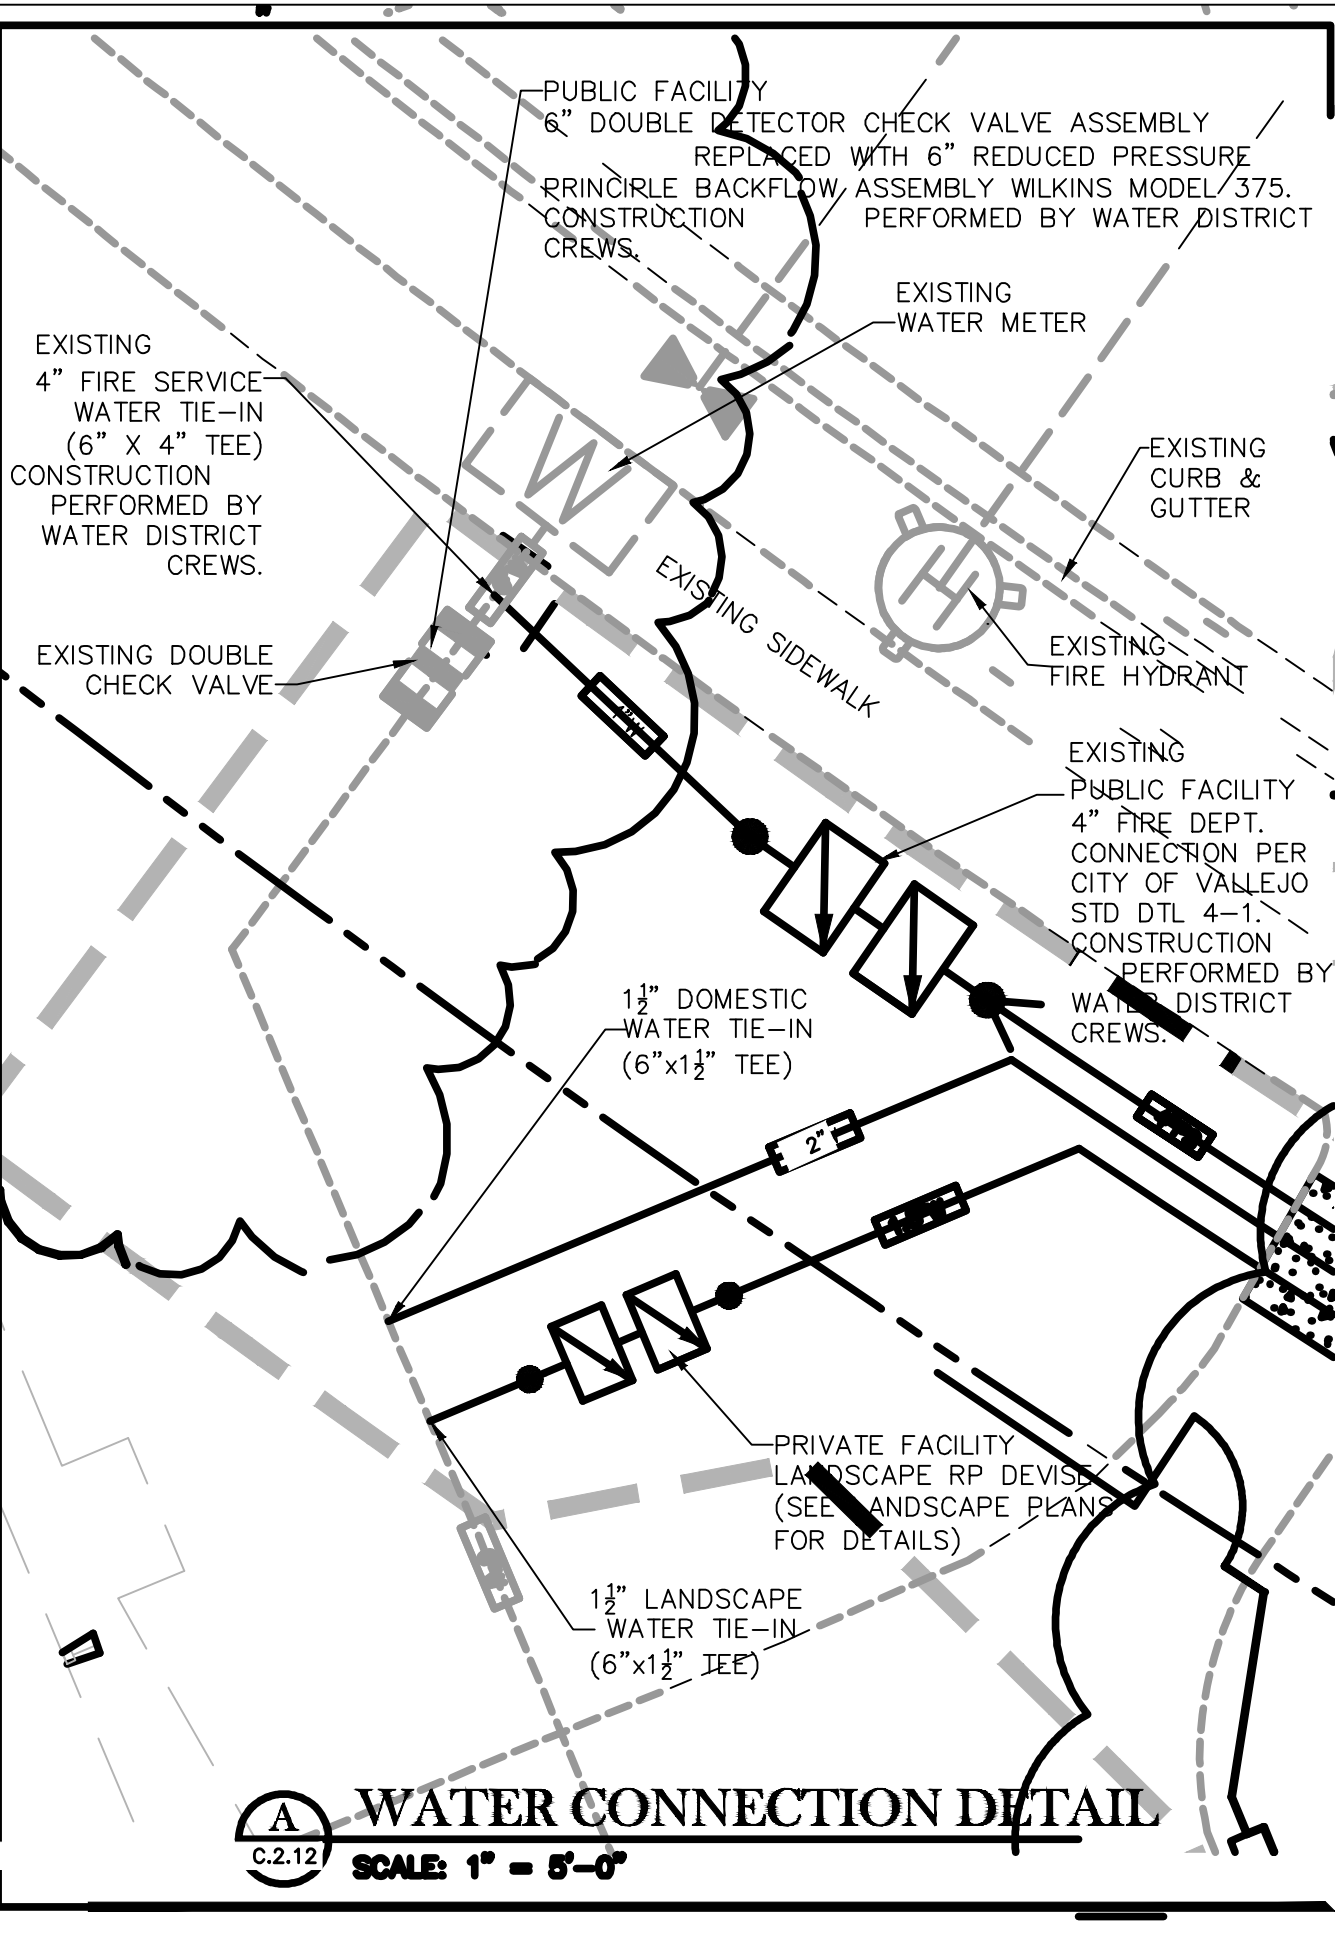 PUBLIC FACILITY
6” DOUBLE DETECTOR CHECK VALVE ASSEMBLY
REPLACED WITH 6” REDUCED PRESSURE
PRINCIPLE BACKFLOW ASSEMBLY WILKINS MODEL 375.
CONSTRUCTION PERFORMED BY WATER DISTRICT
CREWS.
EXISTING
WATER METER
EXISTING
4” FIRE SERVICE
WATER TIE-IN
(6” X 4” TEE)
CONSTRUCTION
PERFORMED BY
WATER DISTRICT
CREWS.
W
EXISTING
CURB &
GUTTER
H
EXISTING SIDEWALK
EXISTING
FIRE HYDRANT
EXISTING DOUBLE
CHECK VALVE
4"W
EXISTING
PUBLIC FACILITY
4” FIRE DEPT.
CONNECTION PER
CITY OF VALLEJO
STD DTL 4-1.
CONSTRUCTION
PERFORMED BY
WATER DISTRICT
CREWS.
1½” DOMESTIC
WATER TIE-IN
(6”x1½” TEE)
2”
PRIVATE FACILITY
LANDSCAPE RP DEVISE
(SEE LANDSCAPE PLANS
FOR DETAILS)
1½” LANDSCAPE
WATER TIE-IN
(6”x1½” TEE)
A
C.2.12
WATER CONNECTION DETAIL
SCALE: 1” = 5’-0”